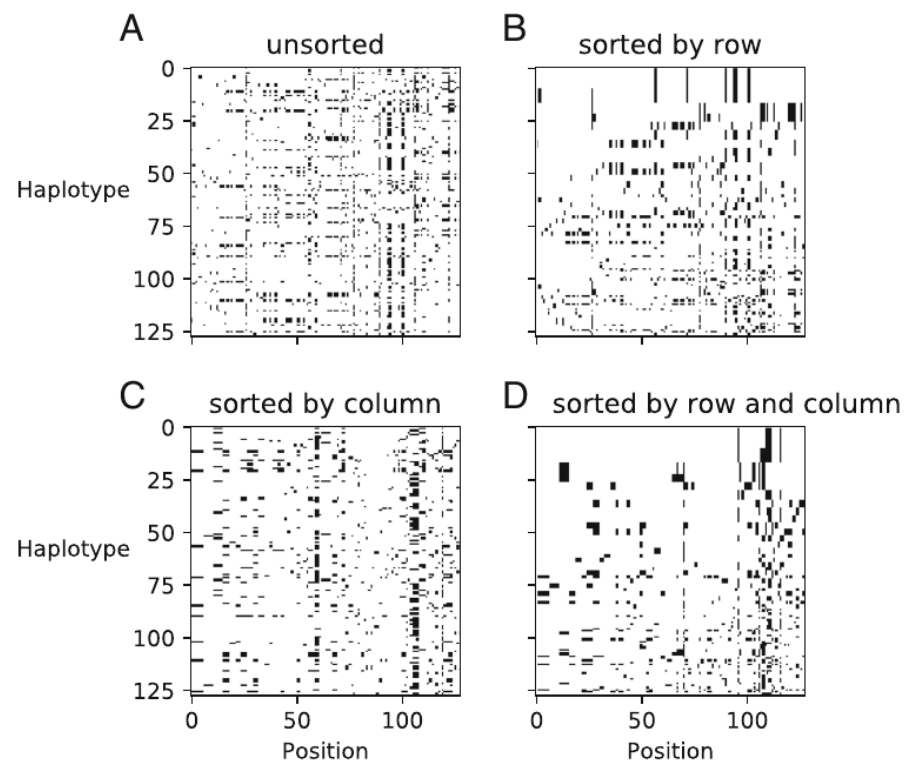 A
unsorted
B
sorted by row
0
25
50
75
100
125
Haplotype
C
sorted by column
D
sorted by row and column
0
25
50
75
100
125
Haplotype
0 50 100
Position
0 50 100
Position